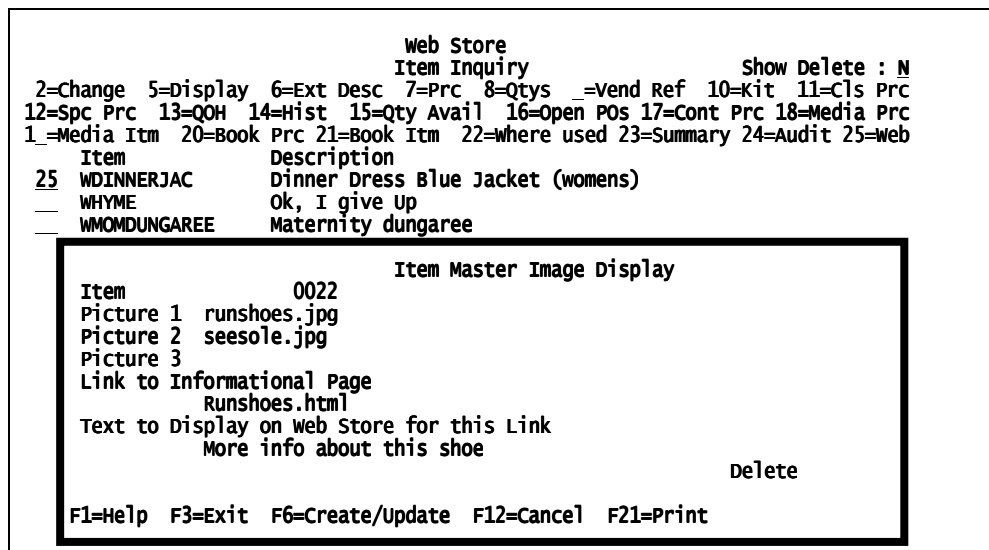 Web Store
Item Inquiry Show Delete : N
2=Change 5=Display 6=Ext Desc 7=Prc 8=Qtys _=Vend Ref 10=Kit 11=Cls Prc
12=Spc Prc 13=QOH 14=Hist 15=Qty Avail 16=Open POs 17=Cont Prc 18=Media Prc
1_=Media Itm 20=Book Prc 21=Book Itm 22=Where used 23=Summary 24=Audit 25=Web
Item Description
25 WDINNERJAC Dinner Dress Blue Jacket (womens)
__ WHYME Ok, I give Up
__ WMOMDUNGAREE Maternity dungaree
Item Master Image Display
Item 0022
Picture 1 runshoes.jpg
Picture 2 seesole.jpg
Picture 3
Link to Informational Page
Runshoes.html
Text to Display on Web Store for this Link
More info about this shoe
Delete
F1=Help F3=Exit F6=Create/Update F12=Cancel F21=Print